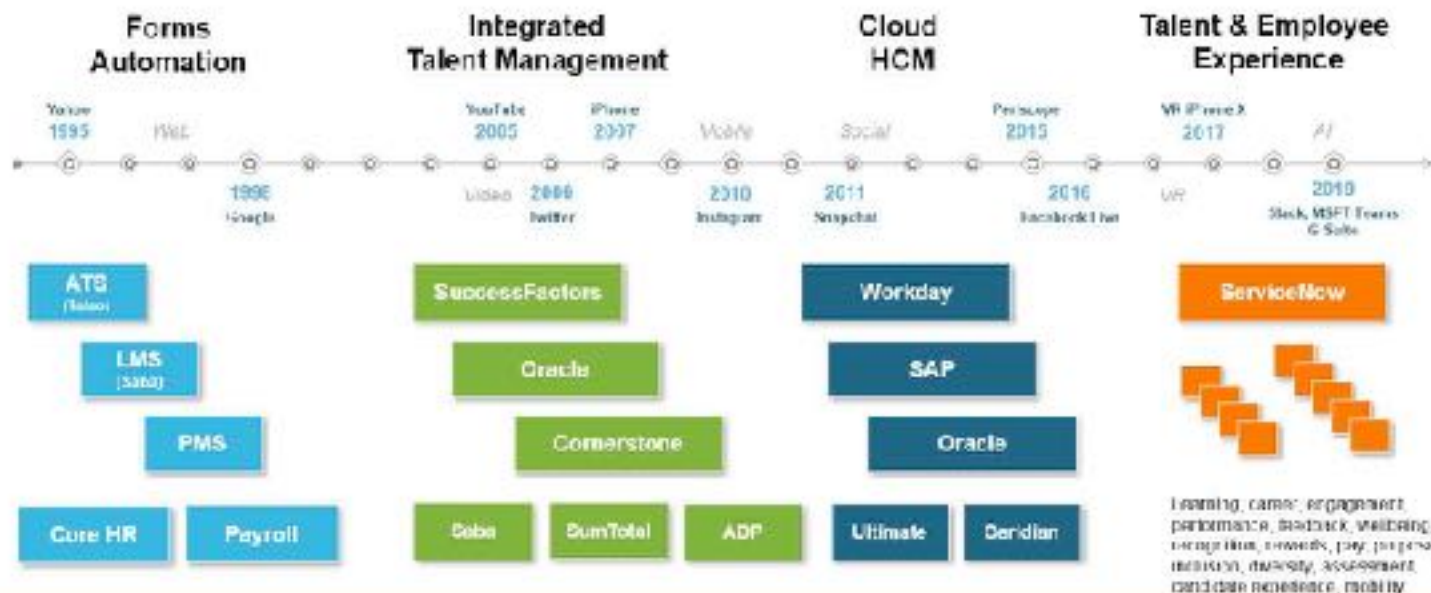 Forms
Automation
Integrated
Talent Management
Cloud
HCM
Talent & Employee
Experience
Yahoo
1995
Web
YouTube
2005
iPhone
2007
Mobile
Social
Periscope
2015
VR iPhone X
2017
AI
1998
Google
Video
2006
Twitter
2010
Instagram
2011
Snapchat
2016
Facebook Live
VR
2019
Slack, MSFT Teams
G Suite
ATS
LMS
(Saba)
PMS
Core HR
Payroll
SuccessFactors
Oracle
Cornerstone
Saba
SumTotal
ADP
Workday
SAP
Oracle
Ultimate
Ceridian
ServiceNow
Learning, career, engagement
performance, feedback, wellbeing
recognition, rewards, pay, purpose
inclusion, diversity, assessment
candidate experience, mobility